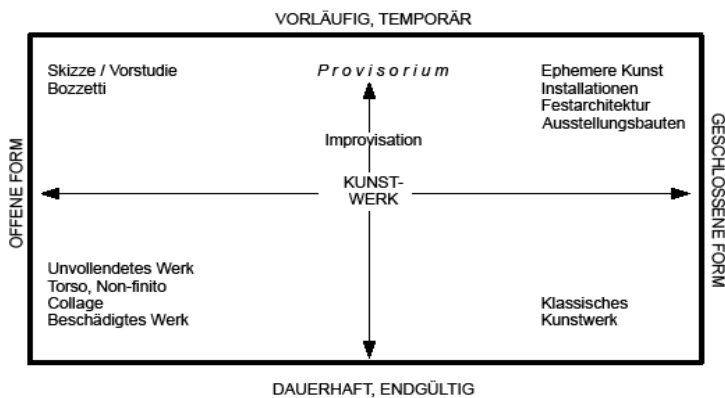 VORLÄUFIG, TEMPORÄR
Skizze / Vorstudie
Bozzetti
Provisorium
Ephemere Kunst
Installationen
Festarchitektur
Ausstellungsbauten
Improvisation
OFFENE FORM
KUNST-
WERK
GESCHLOSSENE FORM
Unvollendetes Werk
Torso, Non-finito
Collage
Beschädigtes Werk
Klassisches
Kunstwerk
DAUERHAFT, ENDGÜLTIG